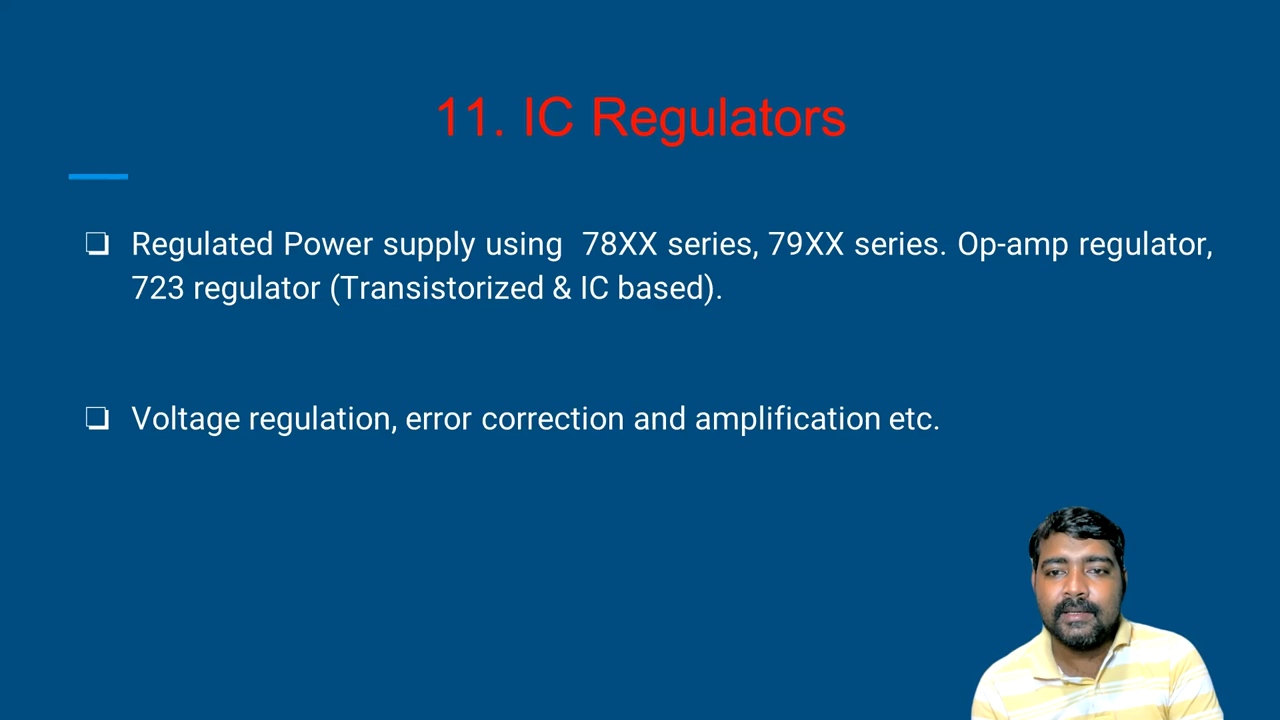 11. IC Regulators
Regulated Power supply using 78XX series, 79XX series. Op-amp regulator,
723 regulator (Transistorized & IC based).
Voltage regulation, error correction and amplification etc.